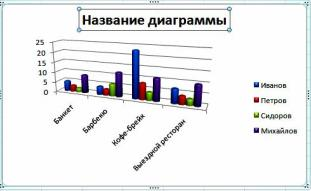 Название диаграммы
25
20
15
10
5
0
Банкет
Барбекю
Кофе-брейк
Выездной ресторан
Иванов
Петров
Сидоров
Михайлов